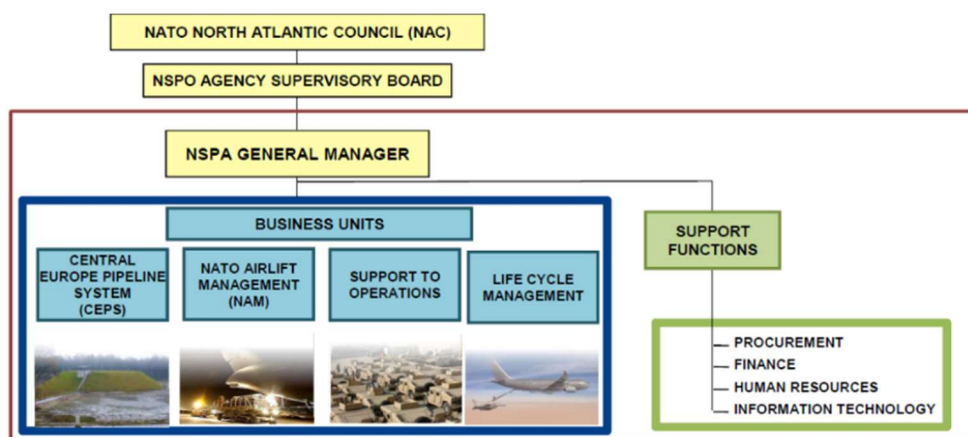 NATO NORTH ATLANTIC COUNCIL (NAC)
NSPO AGENCY SUPERVISORY BOARD
NSPA GENERAL MANAGER
BUSINESS UNITS
CENTRAL
EUROPE PIPELINE
SYSTEM
(CEPS)
NATO AIRLIFT
MANAGEMENT
(NAM)
SUPPORT TO
OPERATIONS
LIFE CYCLE
MANAGEMENT
SUPPORT
FUNCTIONS
PROCUREMENT
FINANCE
HUMAN RESOURCES
INFORMATION TECHNOLOGY